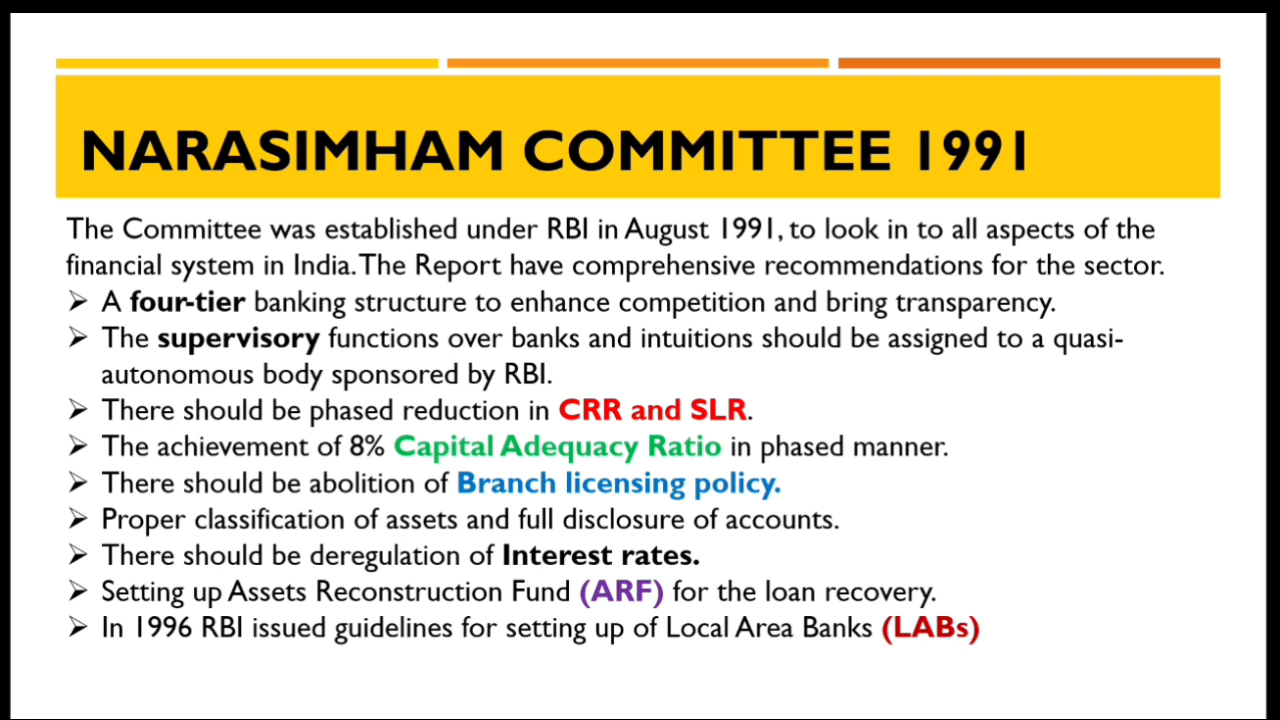 NARASIMHAM COMMITTEE 1991
The Committee was established under RBI in August 1991, to look in to all aspects of the
financial system in India. The Report have comprehensive recommendations for the sector.
➢ A four-tier banking structure to enhance competition and bring transparency.
➢ The supervisory functions over banks and intuitions should be assigned to a quasi-
autonomous body sponsored by RBI.
➢ There should be phased reduction in CRR and SLR.
➢ The achievement of 8% Capital Adequacy Ratio in phased manner.
➢ There should be abolition of Branch licensing policy.
➢ Proper classification of assets and full disclosure of accounts.
➢ There should be deregulation of Interest rates.
➢ Setting up Assets Reconstruction Fund (ARF) for the loan recovery.
➢ In 1996 RBI issued guidelines for setting up of Local Area Banks (LABs)